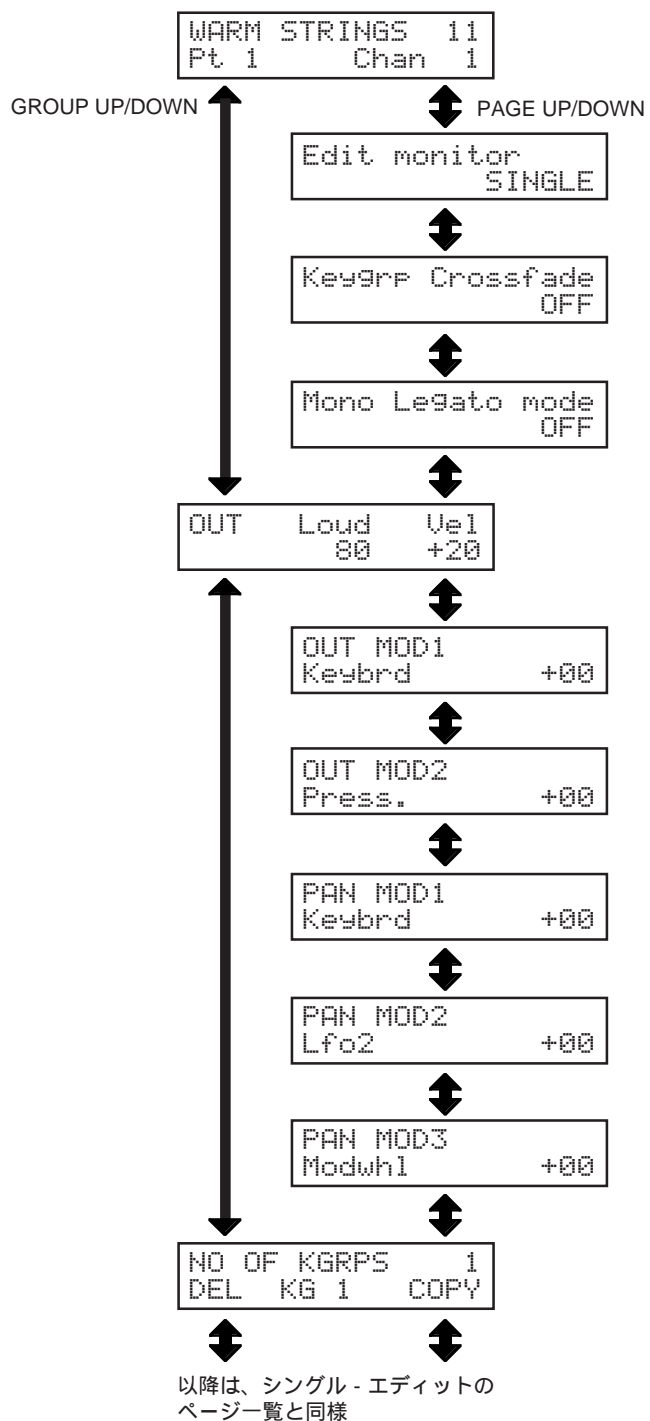 WARM STRINGS 11
Pt 1 Chan 1
GROUP UP/DOWN
PAGE UP/DOWN
Edit monitor
SINGLE
Keygrp Crossfade
OFF
Mono Legato mode
OFF
OUT Loud Vel
80 +20
OUT MOD1
Keybrd +00
OUT MOD2
Press. +00
PAN MOD1
Keybrd +00
PAN MOD2
Lfo2 +00
PAN MOD3
Modwhl +00
NO OF KGRPS 1
DEL KG 1 COPY
以降は、シングル - エディットの
ページ一覧と同様